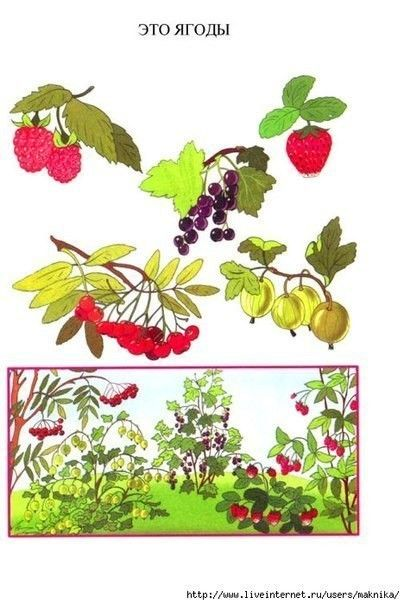 ЭТО ЯГОДЫ
http://www.liveinternet.ru/users/maknika/